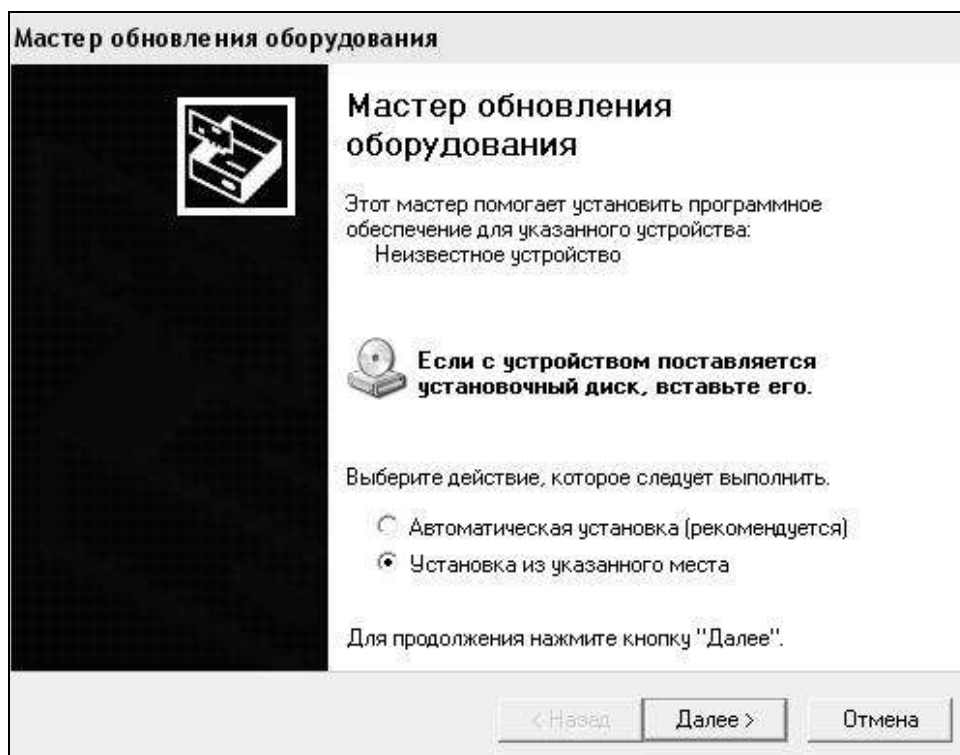 Мастер обновления оборудования
Мастер обновления
оборудования
Этот мастер помогает установить программное
обеспечение для указанного устройства:
Неизвестное устройство
Если с устройством поставляется
установочный диск, вставьте его.
Выберите действие, которое следует выполнить.
Автоматическая установка (рекомендуется)
Установка из указанного места
Для продолжения нажмите кнопку "Далее".
< Назад
Далее >
Отмена